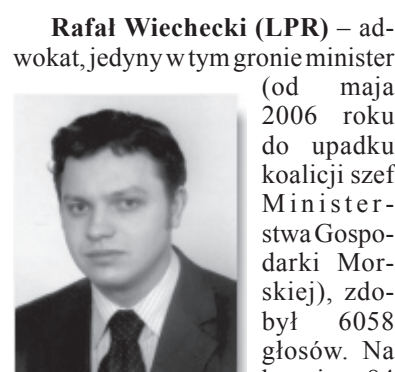 Rafał Wiechecki (LPR) – ad-
wokat, jedyny w tym gronie minister
(od maja
2006 roku
do upadku
koalicji szef
Minister-
stwa Gospo-
darki Mor-
skiej), zdo-
był 6058
głosów. Na